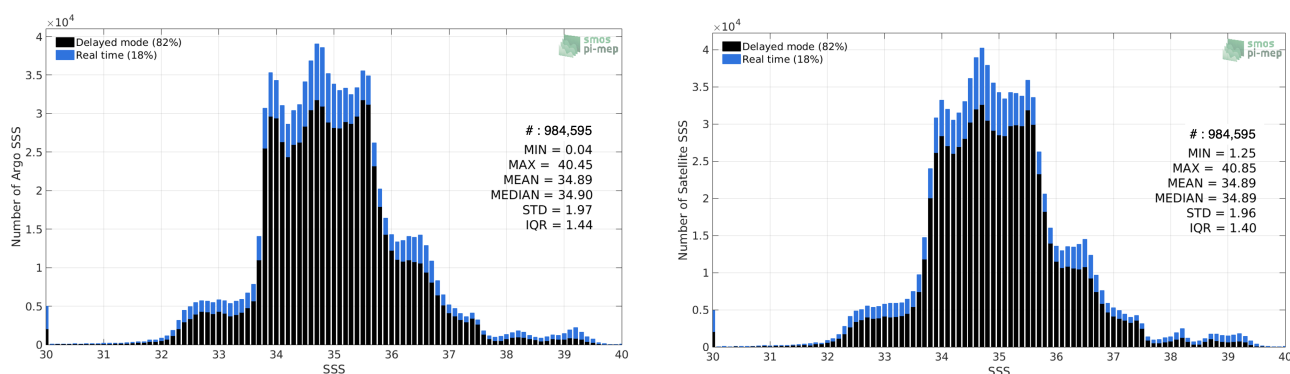 ×10⁴
Delayed mode (82%)
Real time (18%)
smos
pi-mep
4
3.5
3
2.5
2
1.5
1
0.5
0
Number of Argo SSS
# : 984,595
MIN = 0.04
MAX = 40.45
MEAN = 34.89
MEDIAN = 34.90
STD = 1.97
IQR = 1.44
30 31 32 33 34 35 36 37 38 39 40
SSS
×10⁴
Delayed mode (82%)
Real time (18%)
smos
pi-mep
4
3.5
3
2.5
2
1.5
1
0.5
0
Number of Satellite SSS
# : 984,595
MIN = 1.25
MAX = 40.85
MEAN = 34.89
MEDIAN = 34.89
STD = 1.96
IQR = 1.40
30 31 32 33 34 35 36 37 38 39 40
SSS